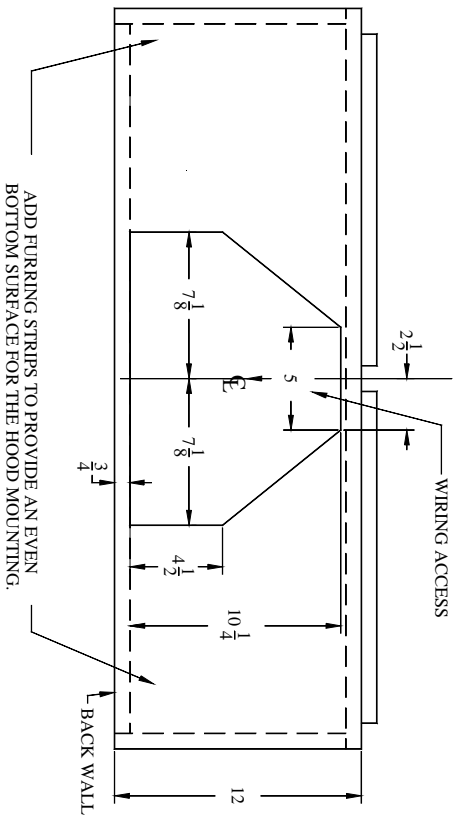 2 1/2
WIRING ACCESS
5
7 1/8
℄
7 1/8
4 1/2
10 1/4
3/4
12
BACK WALL
ADD FURRING STRIPS TO PROVIDE AN EVEN
BOTTOM SURFACE FOR THE HOOD MOUNTING.